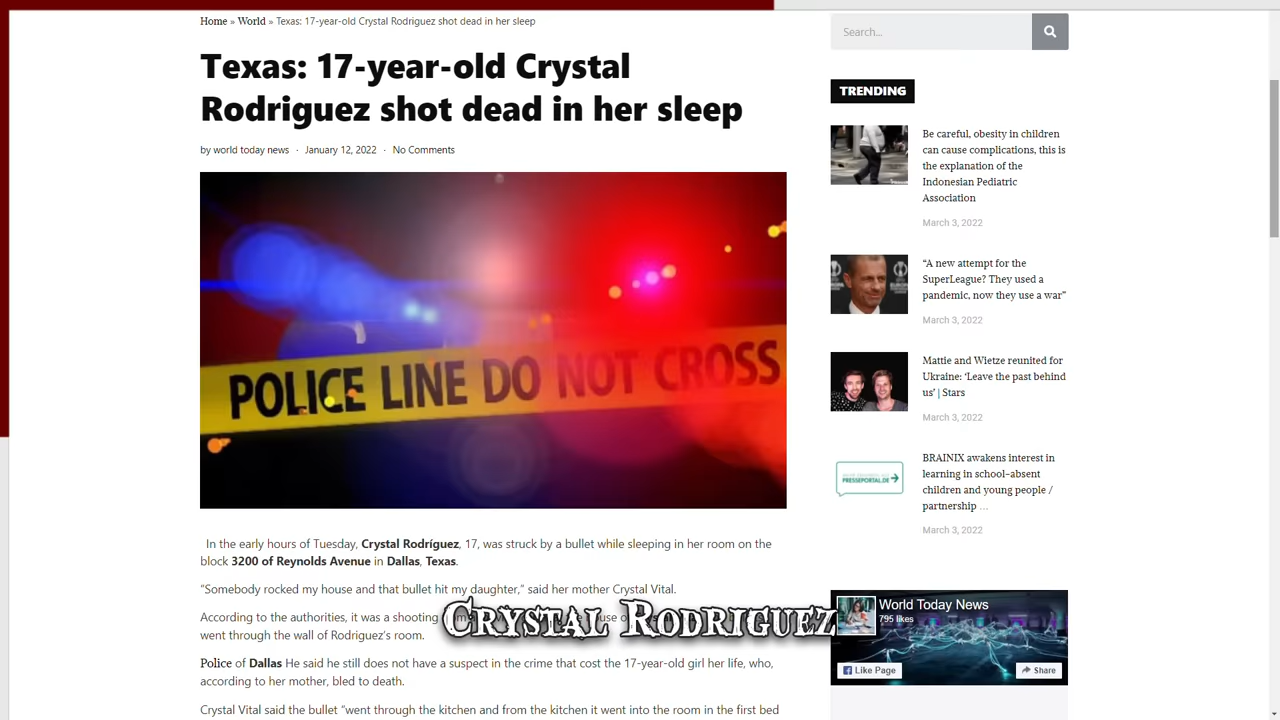 Home » World » Texas: 17-year-old Crystal Rodriguez shot dead in her sleep
Texas: 17-year-old Crystal
Rodriguez shot dead in her sleep
by world today news · January 12, 2022 · No Comments
POLICE LINE DO NOT CROSS
In the early hours of Tuesday, Crystal Rodríguez, 17, was struck by a bullet while sleeping in her room on the
block 3200 of Reynolds Avenue in Dallas, Texas.
“Somebody rocked my house and that bullet hit my daughter,” said her mother Crystal Vital.
According to the authorities, it was a shooting
went through the wall of Rodriguez’s room.
Crystal Rodriguez
Police of Dallas He said he still does not have a suspect in the crime that cost the 17-year-old girl her life, who,
according to her mother, bled to death.
Crystal Vital said the bullet “went through the kitchen and from the kitchen it went into the room in the first bed
Search...
TRENDING
Be careful, obesity in children
can cause complications, this is
the explanation of the
Indonesian Pediatric
Association
March 3, 2022
“A new attempt for the
SuperLeague? They used a
pandemic, now they use a war”
March 3, 2022
Mattie and Wietze reunited for
Ukraine: ‘Leave the past behind
us’ | Stars
March 3, 2022
PRESSEPORTAL.DE
BRAINIX awakens interest in
learning in school-absent
children and young people /
partnership …
March 3, 2022
World Today News
795 likes
Like Page
Share